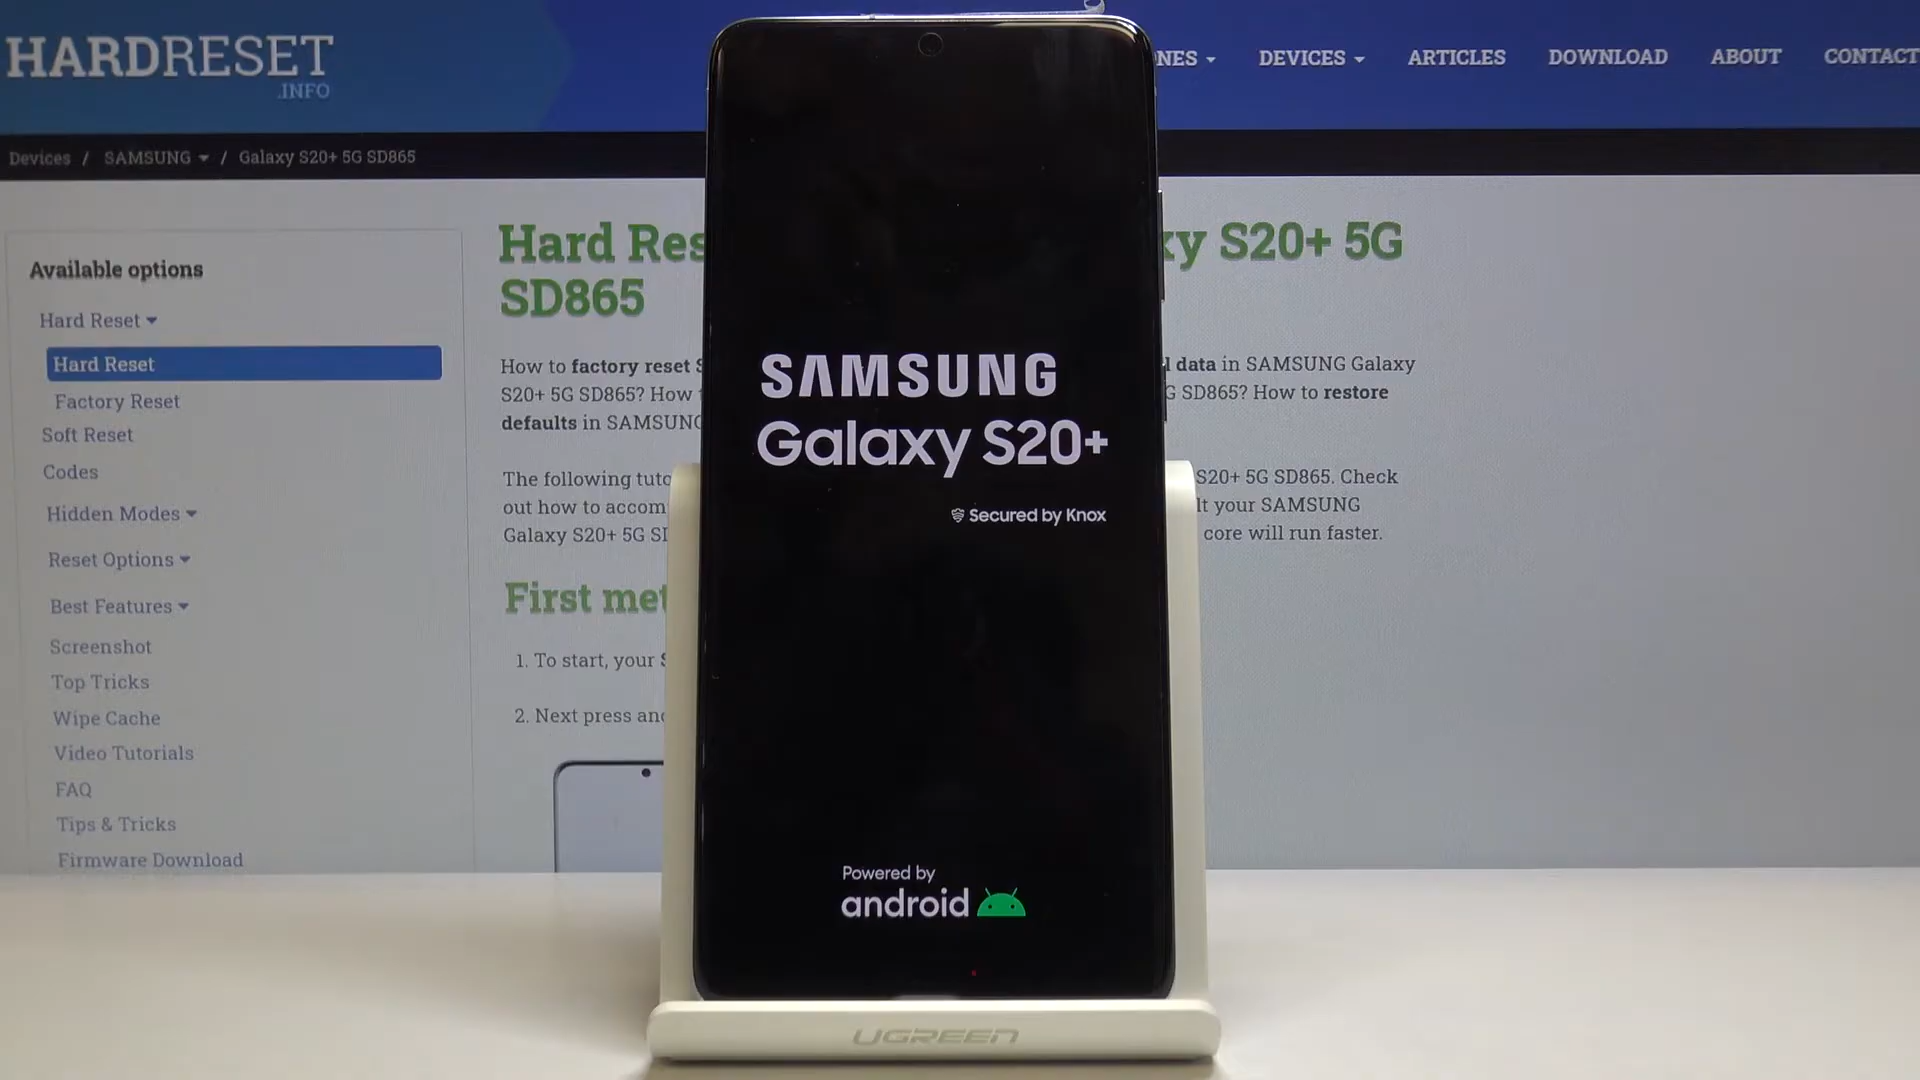 HARDRESET
.INFO
NES
DEVICES
ARTICLES
DOWNLOAD
ABOUT
CONTACT
Devices / SAMSUNG / Galaxy S20+ 5G SD865
Available options
Hard Reset
Hard Reset
Factory Reset
Soft Reset
Codes
Hidden Modes
Reset Options
Best Features
Screenshot
Top Tricks
Wipe Cache
Video Tutorials
FAQ
Tips & Tricks
Firmware Download
Hard Res
xy S20+ 5G
SD865
How to factory reset S
l data in SAMSUNG Galaxy
S20+ 5G SD865? How
G SD865? How to restore
defaults in SAMSUNG
The following tuto
S20+ 5G SD865. Check
out how to accom
lt your SAMSUNG
Galaxy S20+ 5G SD
core will run faster.
First met
1. To start, your S
2. Next press and
SAMSUNG
Galaxy S20+
Secured by Knox
Powered by
android
UGREEN